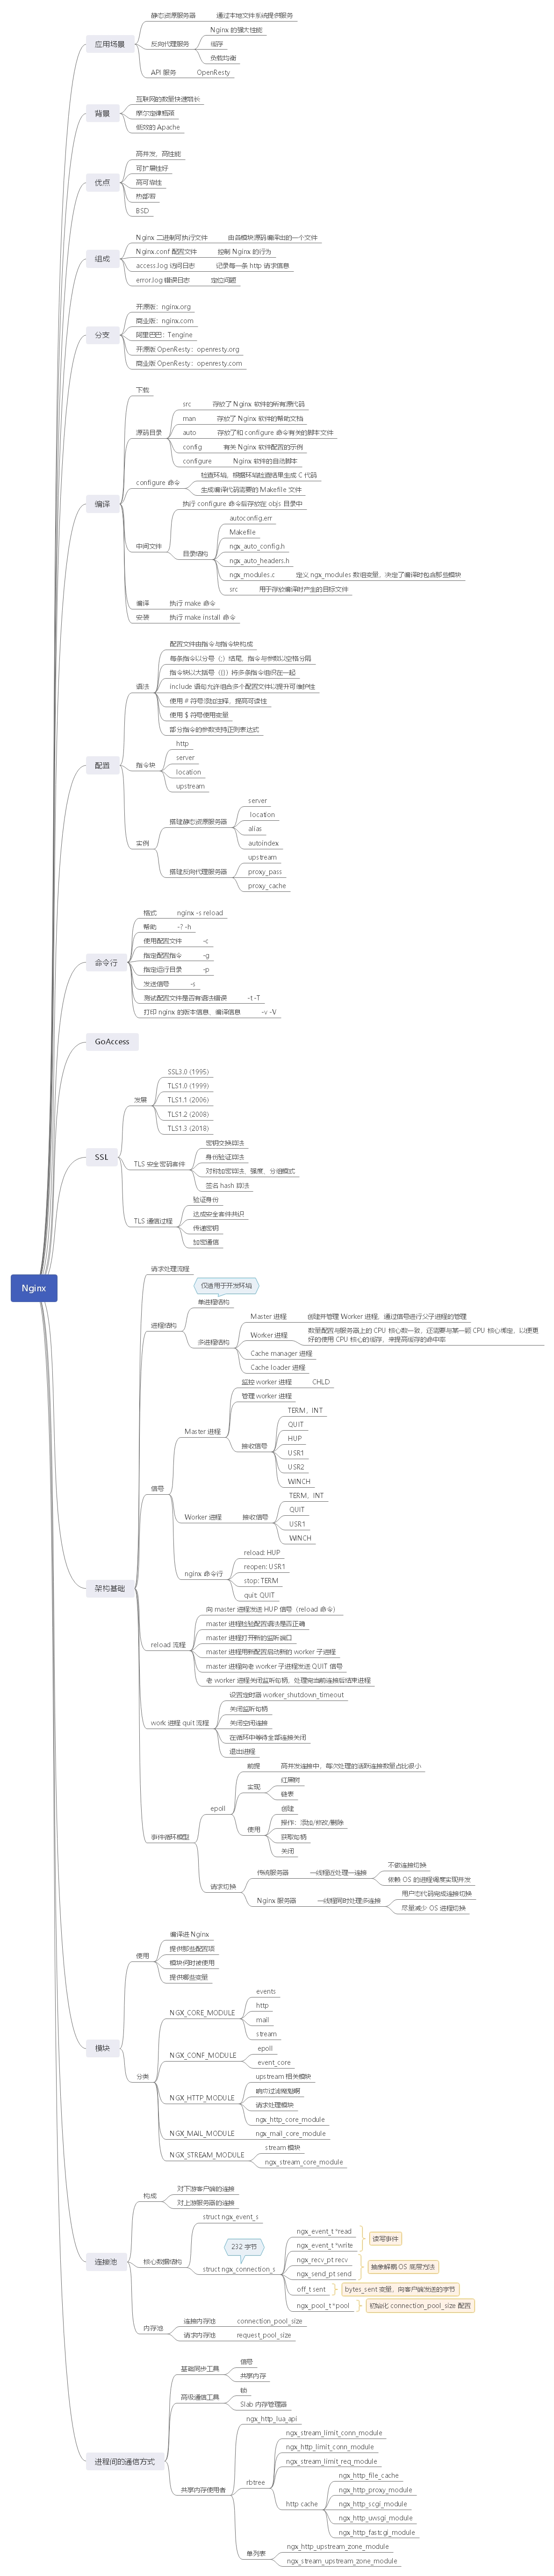 Nginx
应用场景
静态资源服务器
通过本地文件系统提供服务
反向代理服务
Nginx 的强大性能
缓存
负载均衡
API 服务
OpenResty
背景
互联网的数量快速增长
摩尔定律瓶颈
低效的 Apache
优点
高并发，高性能
可扩展性好
高可靠性
热部署
BSD
组成
Nginx 二进制可执行文件
由各模块源码编译出的一个文件
Nginx.conf 配置文件
控制 Nginx 的行为
access.log 访问日志
记录每一条 http 请求信息
error.log 错误日志
定位问题
分支
开源版：nginx.org
商业版：nginx.com
阿里巴巴：Tengine
开源版 OpenResty：openresty.org
商业版 OpenResty：openresty.com
编译
下载
源码目录
src
存放了 Nginx 软件的所有源代码
man
存放了 Nginx 软件的帮助文档
auto
存放了和 configure 命令有关的脚本文件
config
有关 Nginx 软件配置的示例
configure
Nginx 软件的自动脚本
configure 命令
检查环境，根据环境检查结果生成 C 代码
生成编译代码需要的 Makefile 文件
中间文件
执行 configure 命令后存放在 objs 目录中
目录结构
autoconfig.err
Makefile
ngx_auto_config.h
ngx_auto_headers.h
ngx_modules.c
定义 ngx_modules 数组变量，决定了编译时包含那些模块
src
用于存放编译时产生的目标文件
编译
执行 make 命令
安装
执行 make install 命令
配置
语法
配置文件由指令与指令块构成
每条指令以分号（;）结尾，指令与参数以空格分隔
指令块以大括号（{}）将多条指令组织在一起
include 语句允许组合多个配置文件以提升可维护性
使用 # 符号添加注释，提高可读性
使用 $ 符号使用变量
部分指令的参数支持正则表达式
指令块
http
server
location
upstream
实例
搭建静态资源服务器
server
location
alias
autoindex
搭建反向代理服务器
upstream
proxy_pass
proxy_cache
命令行
格式
nginx -s reload
帮助
-? -h
使用配置文件
-c
指定配置指令
-g
指定运行目录
-p
发送信号
-s
测试配置文件是否有语法错误
-t -T
打印 nginx 的版本信息，编译信息
-v -V
GoAccess
SSL
发展
SSL3.0 (1995)
TLS1.0 (1999)
TLS1.1 (2006)
TLS1.2 (2008)
TLS1.3 (2018)
TLS 安全密码套件
密钥交换算法
身份验证算法
对称加密算法、强度、分组模式
签名 hash 算法
TLS 通信过程
验证身份
达成安全套件共识
传递密钥
加密通信
架构基础
请求处理流程
进程结构
仅适用于开发环境
单进程结构
多进程结构
Master 进程
创建并管理 Worker 进程，通过信号进行父子进程的管理
Worker 进程
数量配置与服务器上的 CPU 核心数一致，还需要与某一颗 CPU 核心绑定，以便更
好的使用 CPU 核心的缓存，来提高缓存的命中率
Cache manager 进程
Cache loader 进程
信号
Master 进程
监控 worker 进程
CHLD
管理 worker 进程
接收信号
TERM，INT
QUIT
HUP
USR1
USR2
WINCH
Worker 进程
接收信号
TERM，INT
QUIT
USR1
WINCH
nginx 命令行
reload: HUP
reopen: USR1
stop: TERM
quit: QUIT
reload 流程
向 master 进程发送 HUP 信号（reload 命令）
master 进程校验配置语法是否正确
master 进程打开新的监听端口
master 进程用新配置启动新的 worker 子进程
master 进程向老 worker 子进程发送 QUIT 信号
老 worker 进程关闭监听句柄，处理完当前连接后结束进程
work 进程 quit 流程
设置定时器 worker_shutdown_timeout
关闭监听句柄
关闭空闲连接
在循环中等待全部连接关闭
退出进程
事件循环模型
epoll
前提
高并发连接中，每次处理的活跃连接数量占比很小
实现
红黑树
链表
使用
创建
操作：添加/修改/删除
获取句柄
关闭
请求切换
传统服务器
一线程近处理一连接
不做连接切换
依赖 OS 的进程调度实现并发
Nginx 服务器
一线程同时处理多连接
用户态代码完成连接切换
尽量减少 OS 进程切换
模块
使用
编译进 Nginx
提供那些配置项
模块何时被使用
提供哪些变量
分类
NGX_CORE_MODULE
events
http
mail
stream
NGX_CONF_MODULE
epoll
event_core
NGX_HTTP_MODULE
upstream 相关模块
响应过滤规划啊
请求处理模块
ngx_http_core_module
NGX_MAIL_MODULE
ngx_mail_core_module
NGX_STREAM_MODULE
stream 模块
ngx_stream_core_module
连接池
构成
对下游客户端的连接
对上游服务器的连接
核心数据结构
struct ngx_event_s
232 字节
struct ngx_connection_s
ngx_event_t *read
ngx_event_t *write
读写事件
ngx_recv_pt recv
ngx_send_pt send
抽象解耦 OS 底层方法
off_t sent
bytes_sent 变量，向客户端发送的字节
ngx_pool_t *pool
初始化 connection_pool_size 配置
内存池
连接内存池
connection_pool_size
请求内存池
request_pool_size
进程间的通信方式
基础同步工具
信号
共享内存
高级通信工具
锁
Slab 内存管理器
共享内存使用者
ngx_http_lua_api
rbtree
ngx_stream_limit_conn_module
ngx_http_limit_conn_module
ngx_stream_limit_req_module
http cache
ngx_http_file_cache
ngx_http_proxy_module
ngx_http_scgi_module
ngx_http_uwsgi_module
ngx_http_fastcgi_module
单列表
ngx_http_upstream_zone_module
ngx_stream_upstream_zone_module